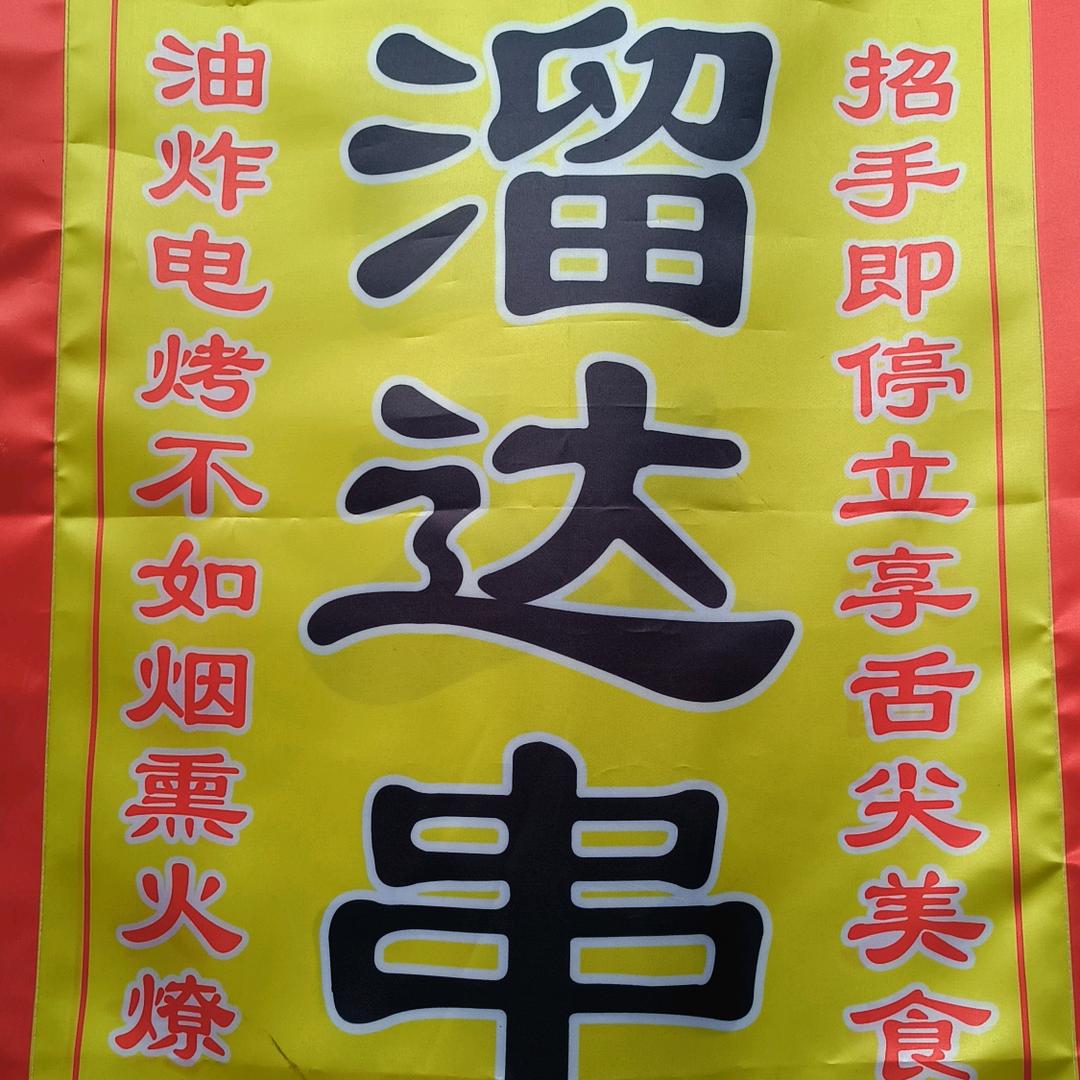 招手即停立享舌尖美食
溜达串
油炸电烤不如烟熏火燎